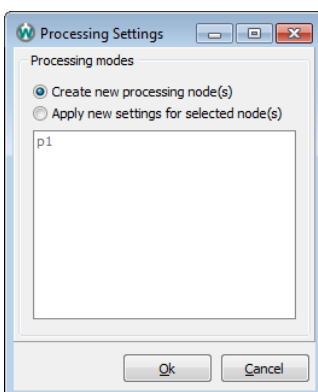 Processing Settings
Processing modes
Create new processing node(s)
Apply new settings for selected node(s)
p1
Ok
Cancel